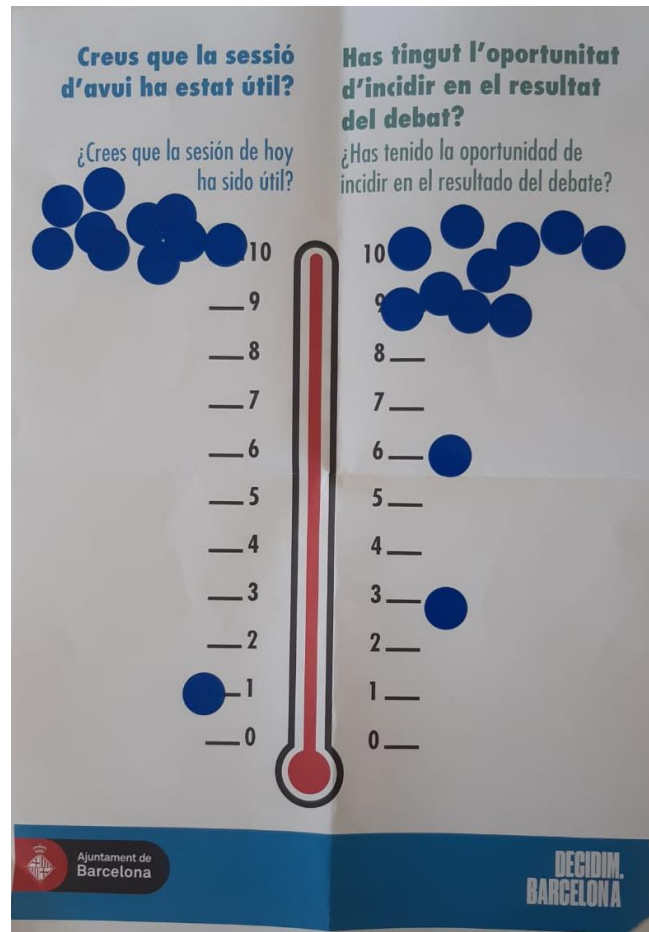 Creus que la sessió
d'avui ha estat útil?
¿Crees que la sesión de hoy
ha sido útil?
Has tingut l'oportunitat
d'incidir en el resultat
del debat?
¿Has tenido la oportunidad de
incidir en el resultado del debate?
10
9
8
7
6
5
4
3
2
1
0
10
9
8
7
6
5
4
3
2
1
0
Ajuntament de
Barcelona
DECIDIM.
BARCELONA